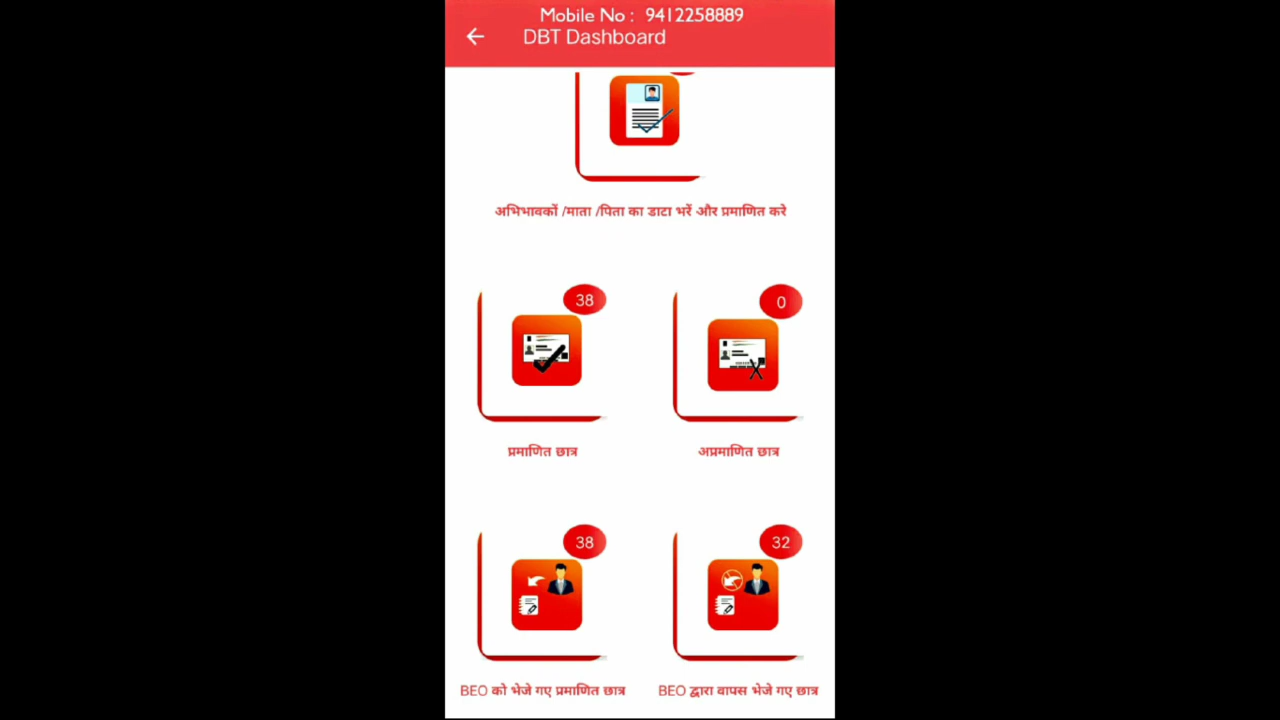 Mobile No : 9412258889
DBT Dashboard
अभिभावकों /माता /पिता का डाटा भरें और प्रमाणित करे
38
0
प्रमाणित छात्र
अप्रमाणित छात्र
38
32
BEO को भेजे गए प्रमाणित छात्र
BEO द्वारा वापस भेजे गए छात्र